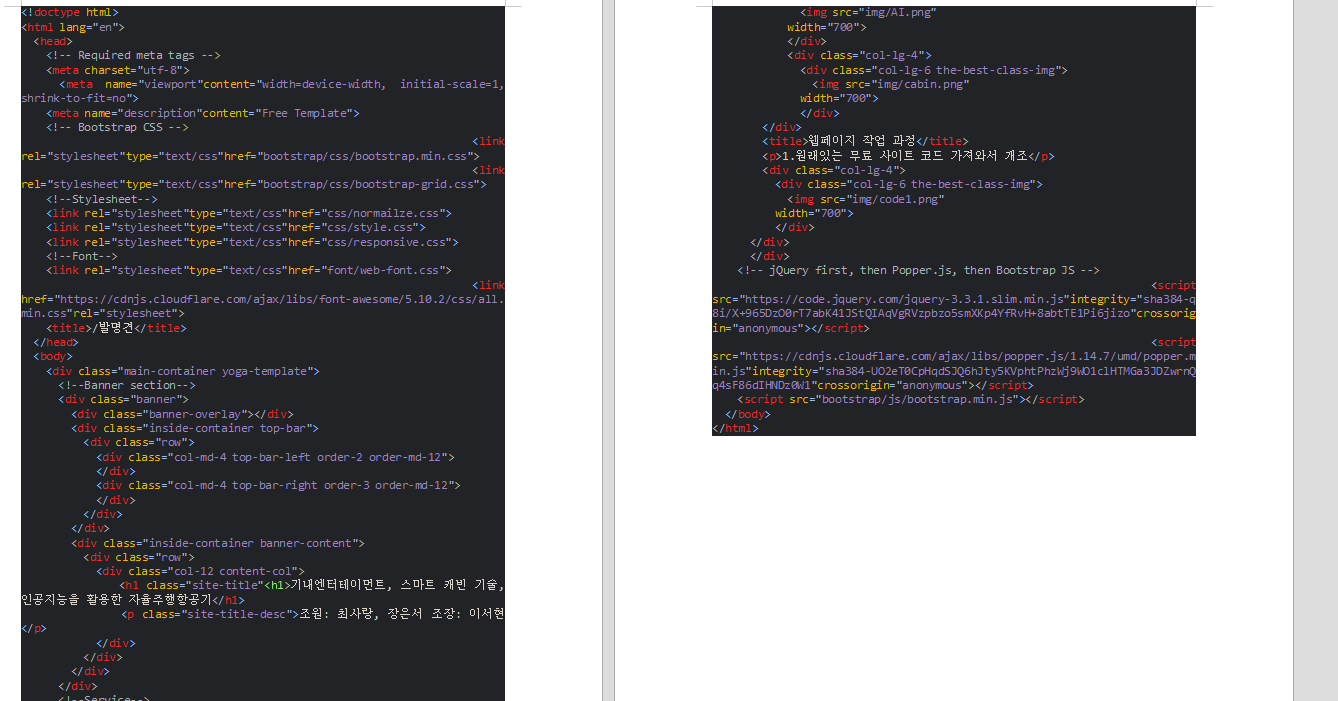 <!doctype html>
<html lang="en">
<head>
<!-- Required meta tags -->
<meta charset="utf-8">
<meta name="viewport"content="width=device-width, initial-scale=1,
shrink-to-fit=no">
<meta name="description"content="Free Template">
<!-- Bootstrap CSS -->
<link
rel="stylesheet"type="text/css"href="bootstrap/css/bootstrap.min.css">
<link
rel="stylesheet"type="text/css"href="bootstrap/css/bootstrap-grid.css">
<!--Stylesheet-->
<link rel="stylesheet"type="text/css"href="css/normailze.css">
<link rel="stylesheet"type="text/css"href="css/style.css">
<link rel="stylesheet"type="text/css"href="css/responsive.css">
<!--Font-->
<link rel="stylesheet"type="text/css"href="font/web-font.css">
<link
href="https://cdnjs.cloudflare.com/ajax/libs/font-awesome/5.10.2/css/all.
min.css"rel="stylesheet">
<title>/발명견</title>
</head>
<body>
<div class="main-container yoga-template">
<!--Banner section-->
<div class="banner">
<div class="banner-overlay"></div>
<div class="inside-container top-bar">
<div class="row">
<div class="col-md-4 top-bar-left order-2 order-md-12">
</div>
<div class="col-md-4 top-bar-right order-3 order-md-12">
</div>
</div>
</div>
<div class="inside-container banner-content">
<div class="row">
<div class="col-12 content-col">
<h1 class="site-title"<h1>기내엔터테이먼트, 스마트 캐빈 기술,
인공지능을 활용한 자율주행항공기</h1>
<p class="site-title-desc">조원: 최사랑, 장은서 조장: 이서현
</p>
</div>
</div>
</div>
</div>
<!--Service-->
<img src="img/AI.png"
width="700">
</div>
<div class="col-lg-4">
<div class="col-lg-6 the-best-class-img">
<img src="img/cabin.png"
width="700">
</div>
</div>
<title>웹페이지 작업 과정</title>
<p>1.원래있는 무료 사이트 코드 가져와서 개조</p>
<div class="col-lg-4">
<div class="col-lg-6 the-best-class-img">
<img src="img/code1.png"
width="700">
</div>
</div>
</div>
<!-- jQuery first, then Popper.js, then Bootstrap JS -->
<script
src="https://code.jquery.com/jquery-3.3.1.slim.min.js"integrity="sha384-q
8i/X+965DzO0rT7abK41JStQIAqVgRVzpbzo5smXKp4YfRvH+8abtTE1Pi6jizo"crossorig
in="anonymous"></script>
<script
src="https://cdnjs.cloudflare.com/ajax/libs/popper.js/1.14.7/umd/popper.m
in.js"integrity="sha384-UO2eT0CpHqdSJQ6hJty5KVphtPhzWj9WO1clHTMGa3JDZwrnQ
q4sF86dIHNDz0W1"crossorigin="anonymous"></script>
<script src="bootstrap/js/bootstrap.min.js"></script>
</body>
</html>